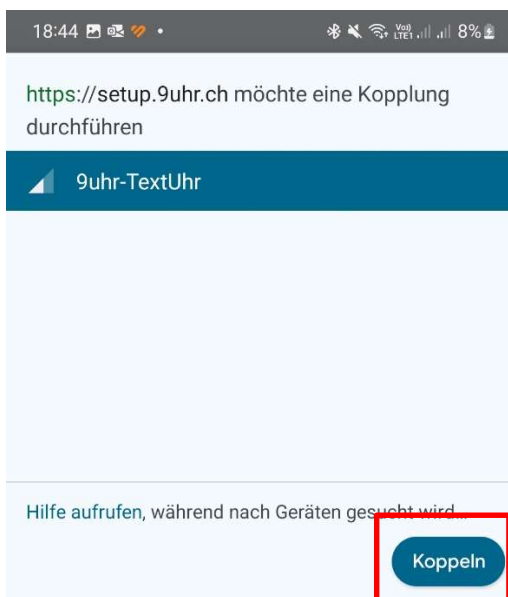 18:44 8%
https://setup.9uhr.ch möchte eine Kopplung
durchführen
9uhr-TextUhr
Hilfe aufrufen, während nach Geräten gesucht wird...
Koppeln